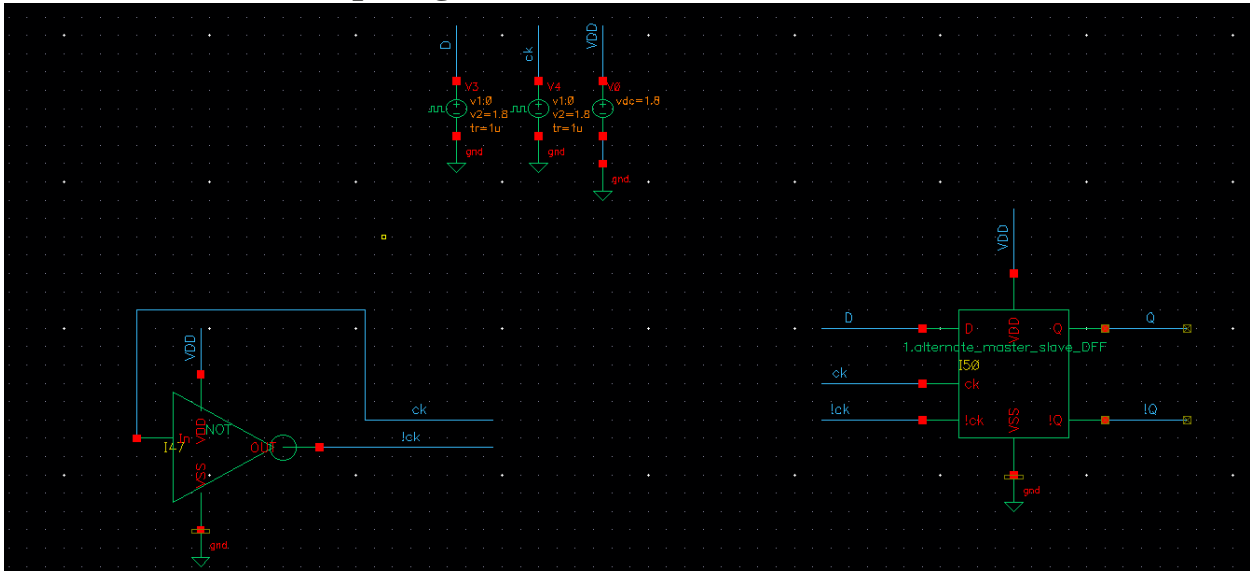 D
ck
VDD
V3
v1:0
v2=1.8
tr=1u
gnd
V4
v1:0
v2=1.8
tr=1u
gnd
V0
vdc=1.8
gnd
VDD
In
VDD
NOT
I47
OUT
VSS
gnd
ck
!ck
VDD
D
ck
!ck
D
VDD
Q
1.alternate_master_slave_DFF
I50
ck
!ck
VSS
!Q
gnd
Q
!Q